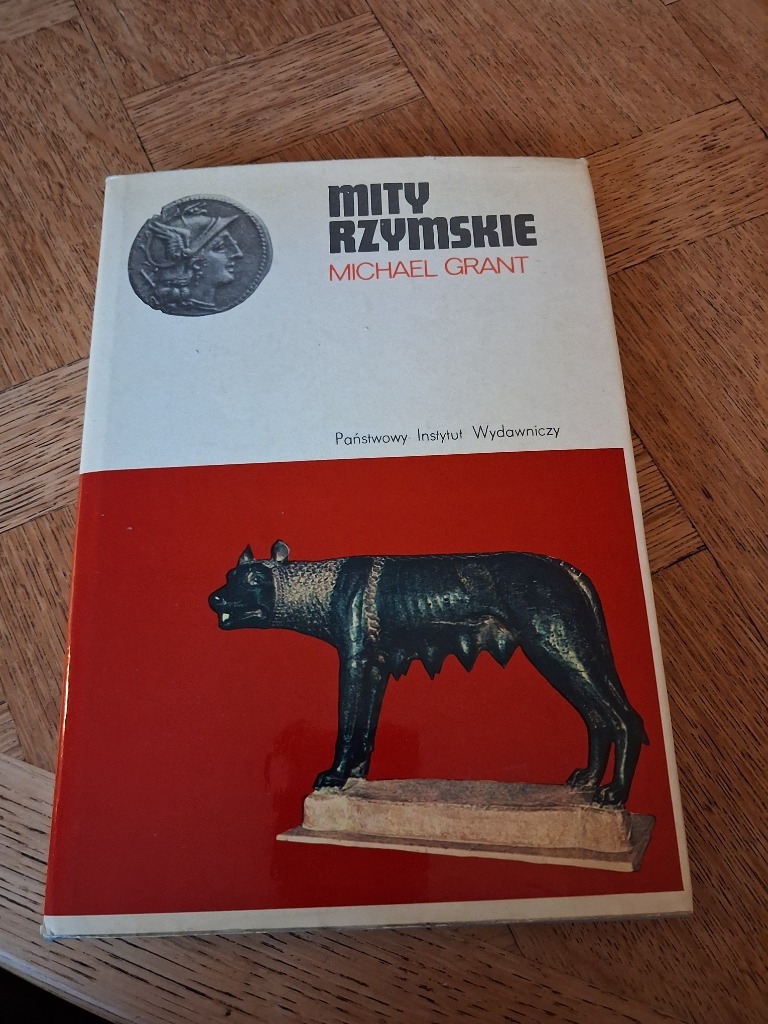 MITY
RZYMSKIE
MICHAEL GRANT
Państwowy Instytut Wydawniczy